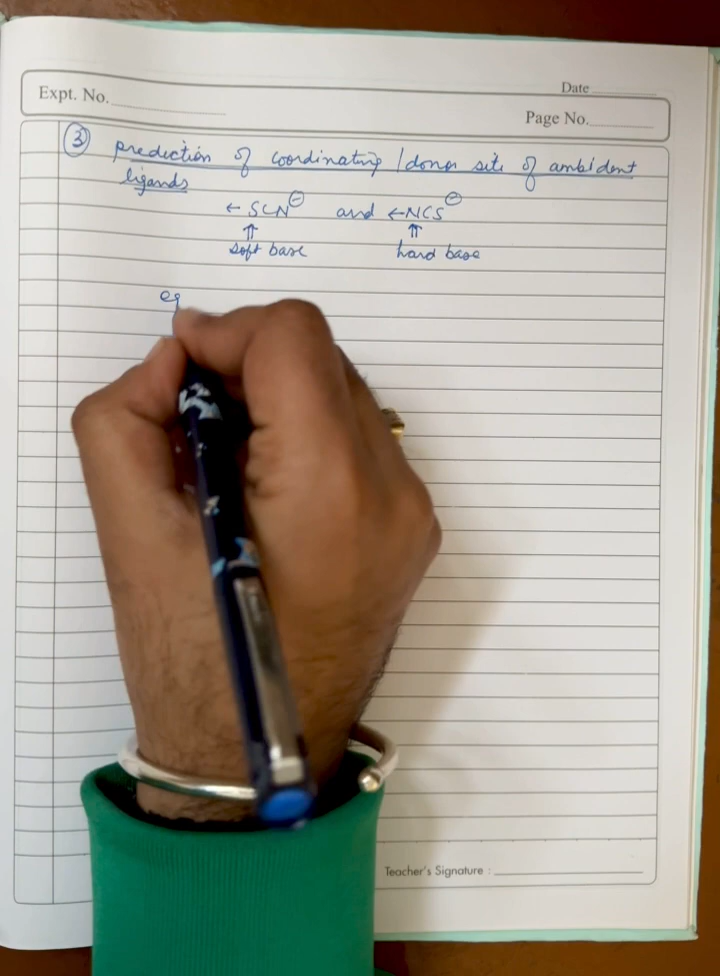 Date
Expt. No.
Page No.
③ prediction of coordinating / donor site of ambident
ligands
← SCN⊖ and ←NCS⊖
⇑ ⇑
soft base hard base
eg
Teacher's Signature :